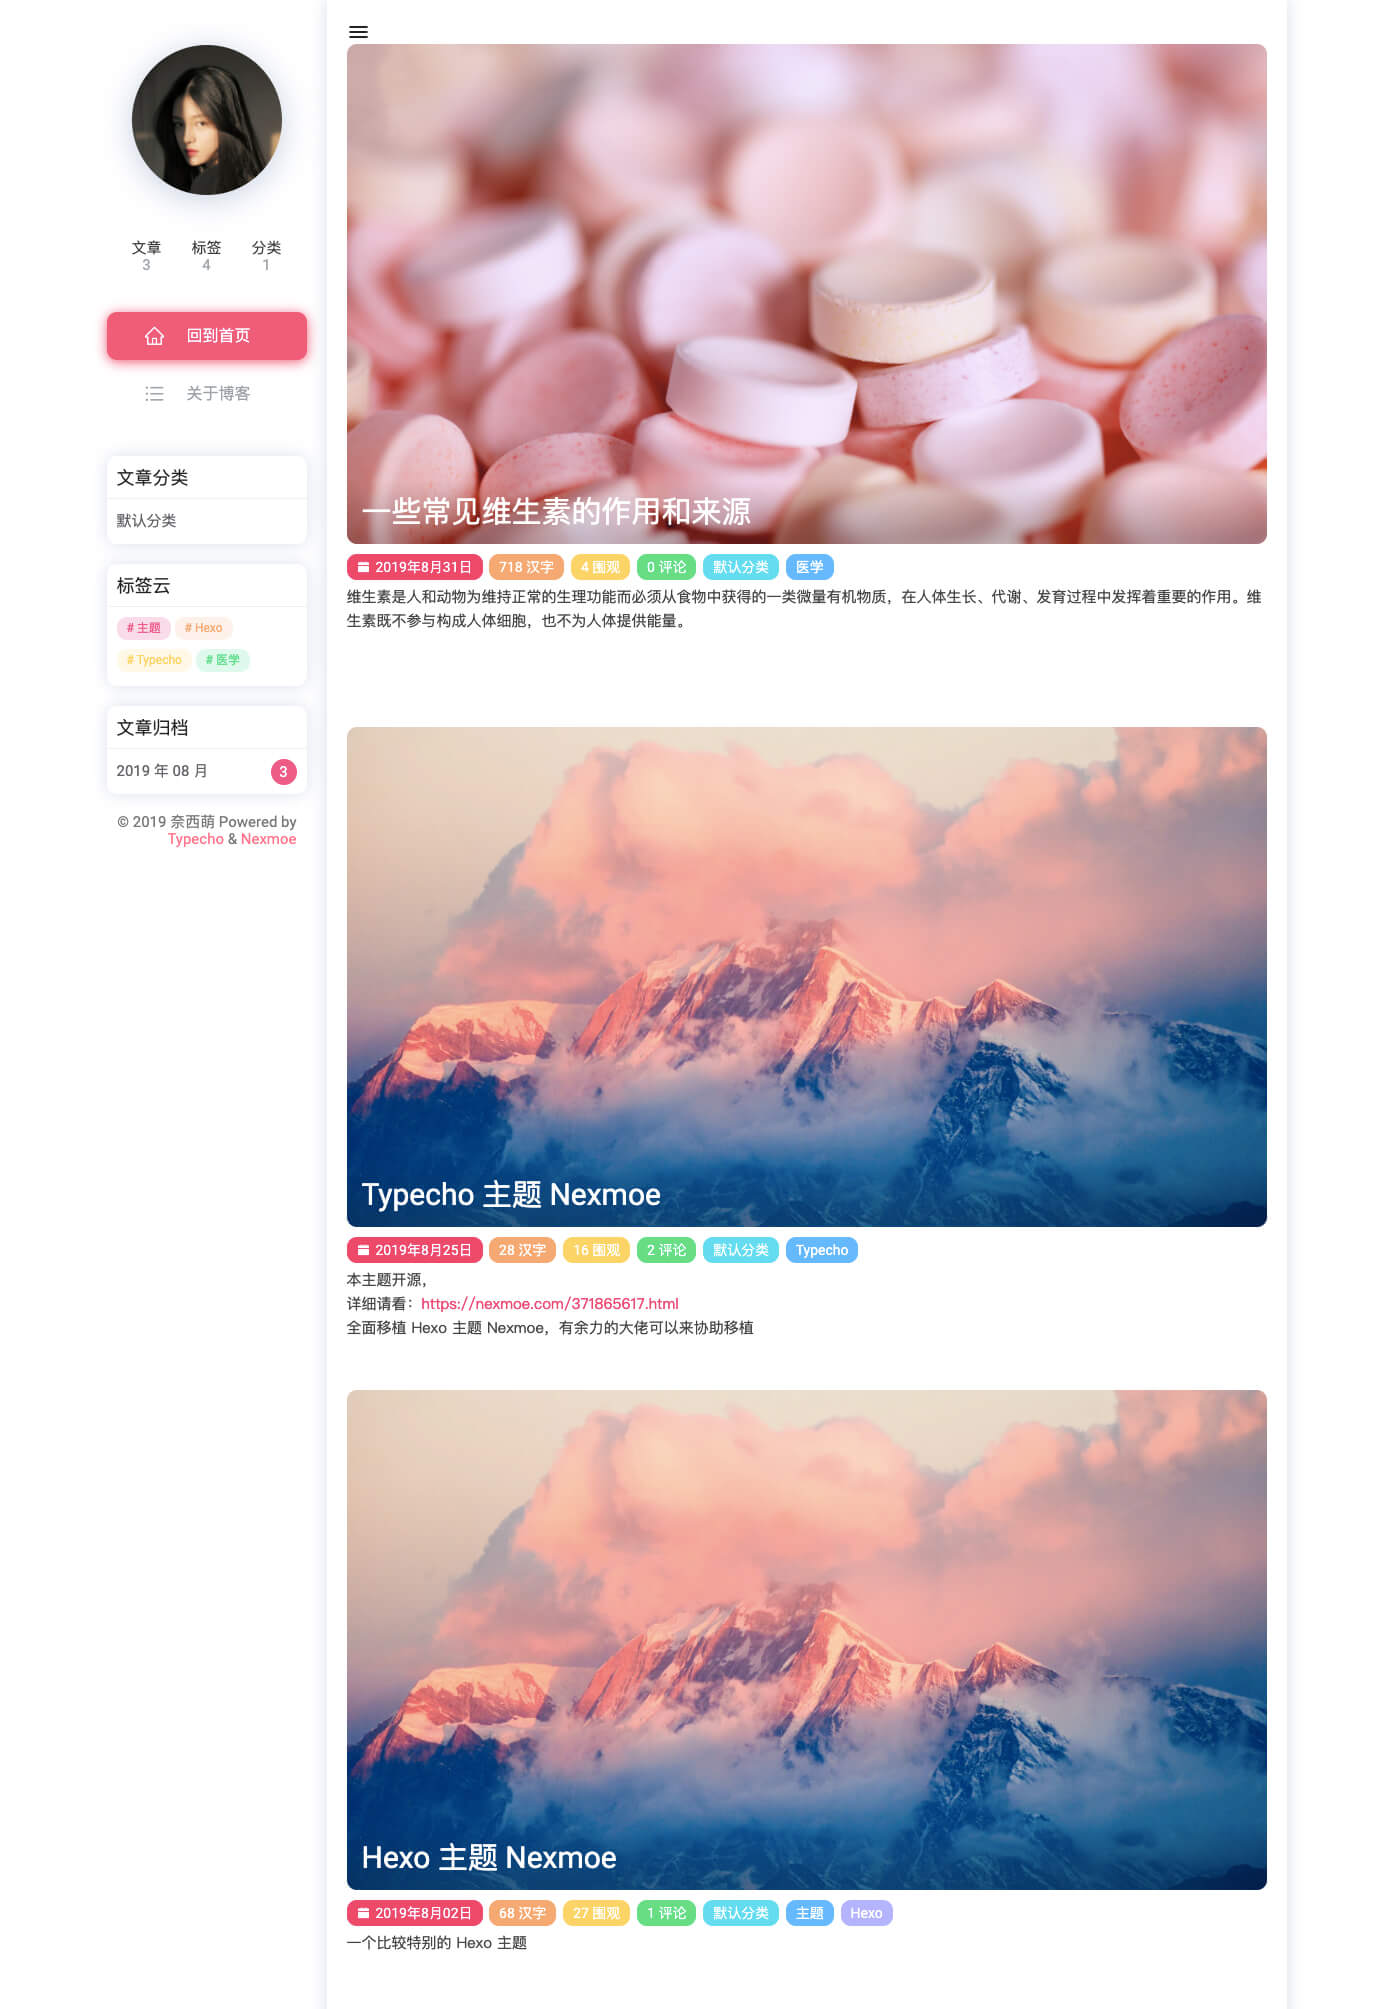 文章 标签 分类
3 4 1
回到首页
关于博客
文章分类
默认分类
标签云
# 主题 # Hexo
# Typecho # 医学
文章归档
2019 年 08 月 3
© 2019 奈西萌 Powered by
Typecho & Nexmoe
一些常见维生素的作用和来源
2019年8月31日 718 汉字 4 围观 0 评论 默认分类 医学
维生素是人和动物为维持正常的生理功能而必须从食物中获得的一类微量有机物质，在人体生长、代谢、发育过程中发挥着重要的作用。维
生素既不参与构成人体细胞，也不为人体提供能量。
Typecho 主题 Nexmoe
2019年8月25日 28 汉字 16 围观 2 评论 默认分类 Typecho
本主题开源，
详细请看：https://nexmoe.com/371865617.html
全面移植 Hexo 主题 Nexmoe，有余力的大佬可以来协助移植
Hexo 主题 Nexmoe
2019年8月02日 68 汉字 27 围观 1 评论 默认分类 主题 Hexo
一个比较特别的 Hexo 主题